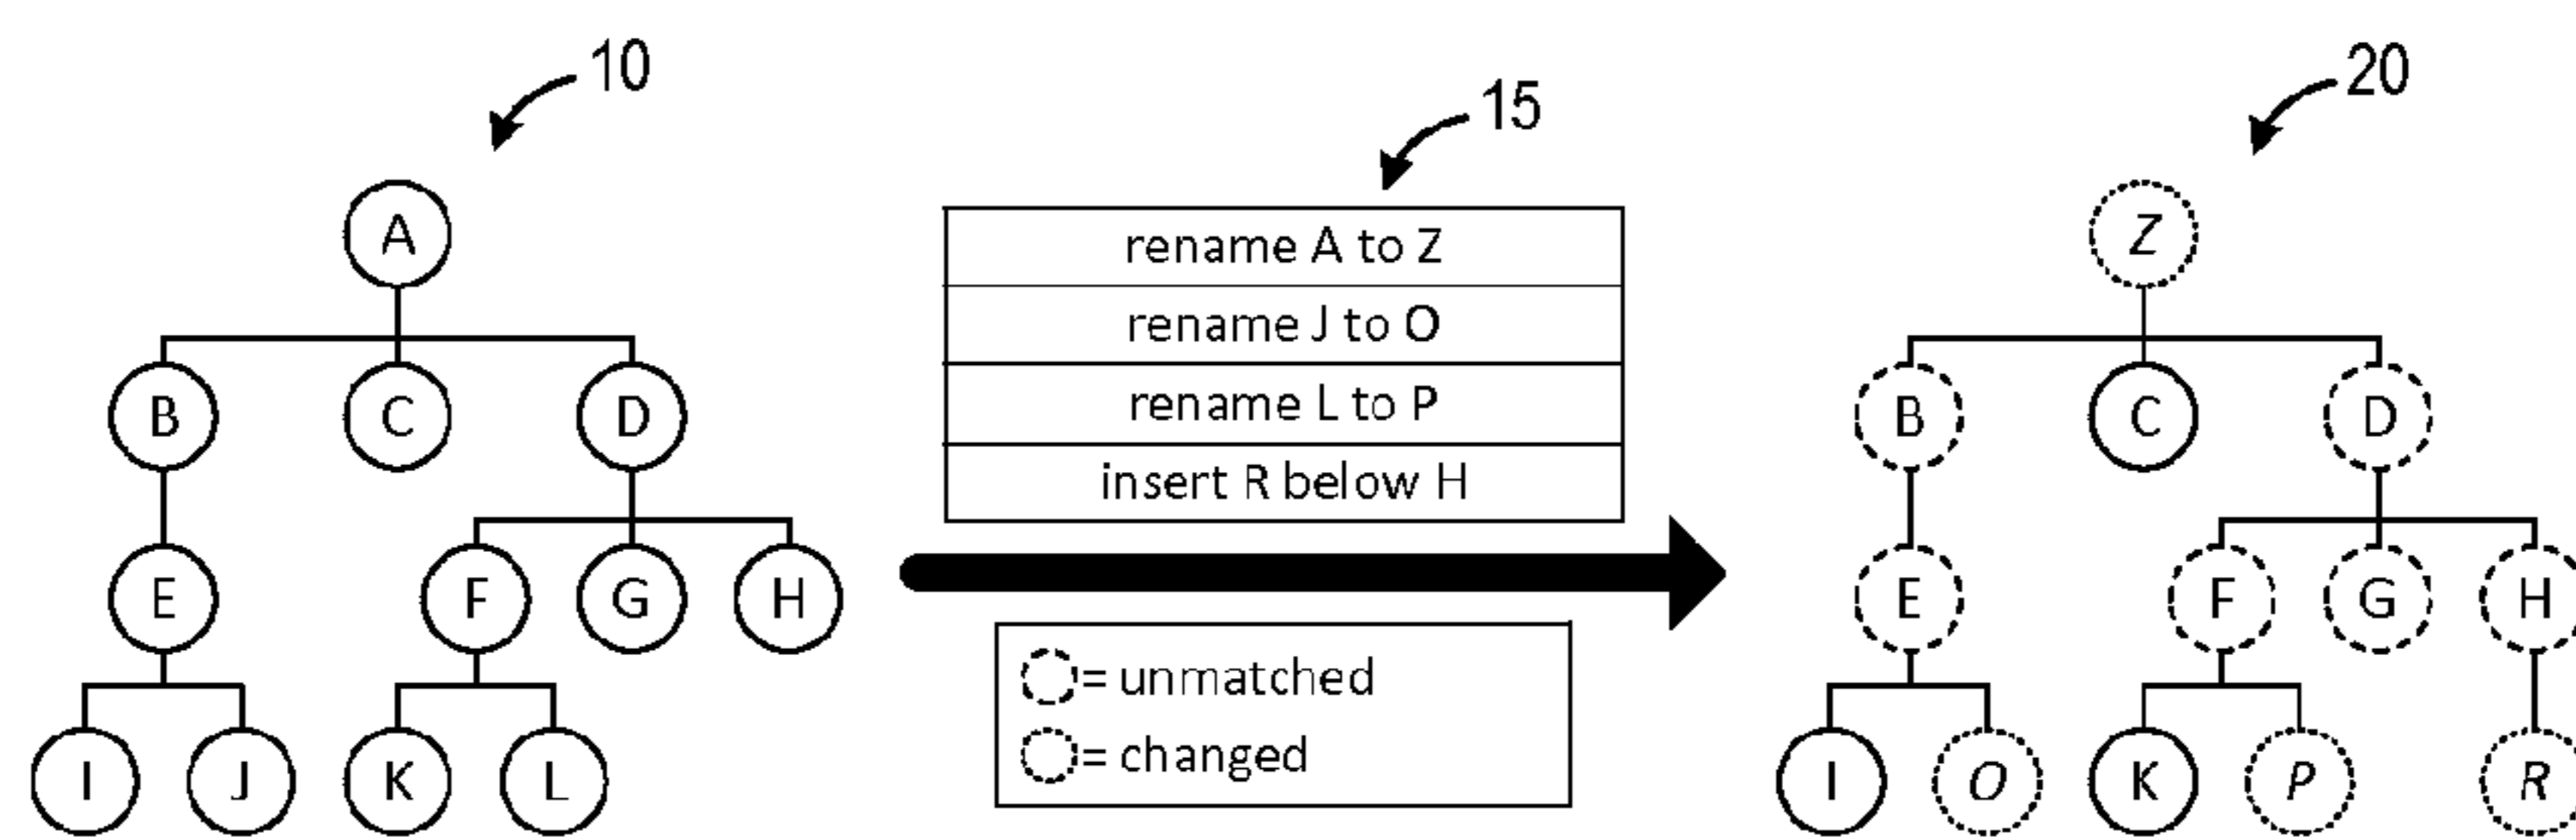 10
15
20
A
B C D
E F G H
I J K L
rename A to Z
rename J to O
rename L to P
insert R below H
= unmatched
= changed
Z
B C D
E F G H
I O K P R